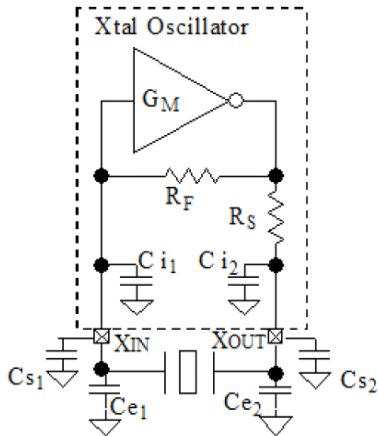 Xtal Oscillator
GM
RF
RS
Ci1 Ci2
XIN XOUT
Cs1 Cs2
Ce1 Ce2